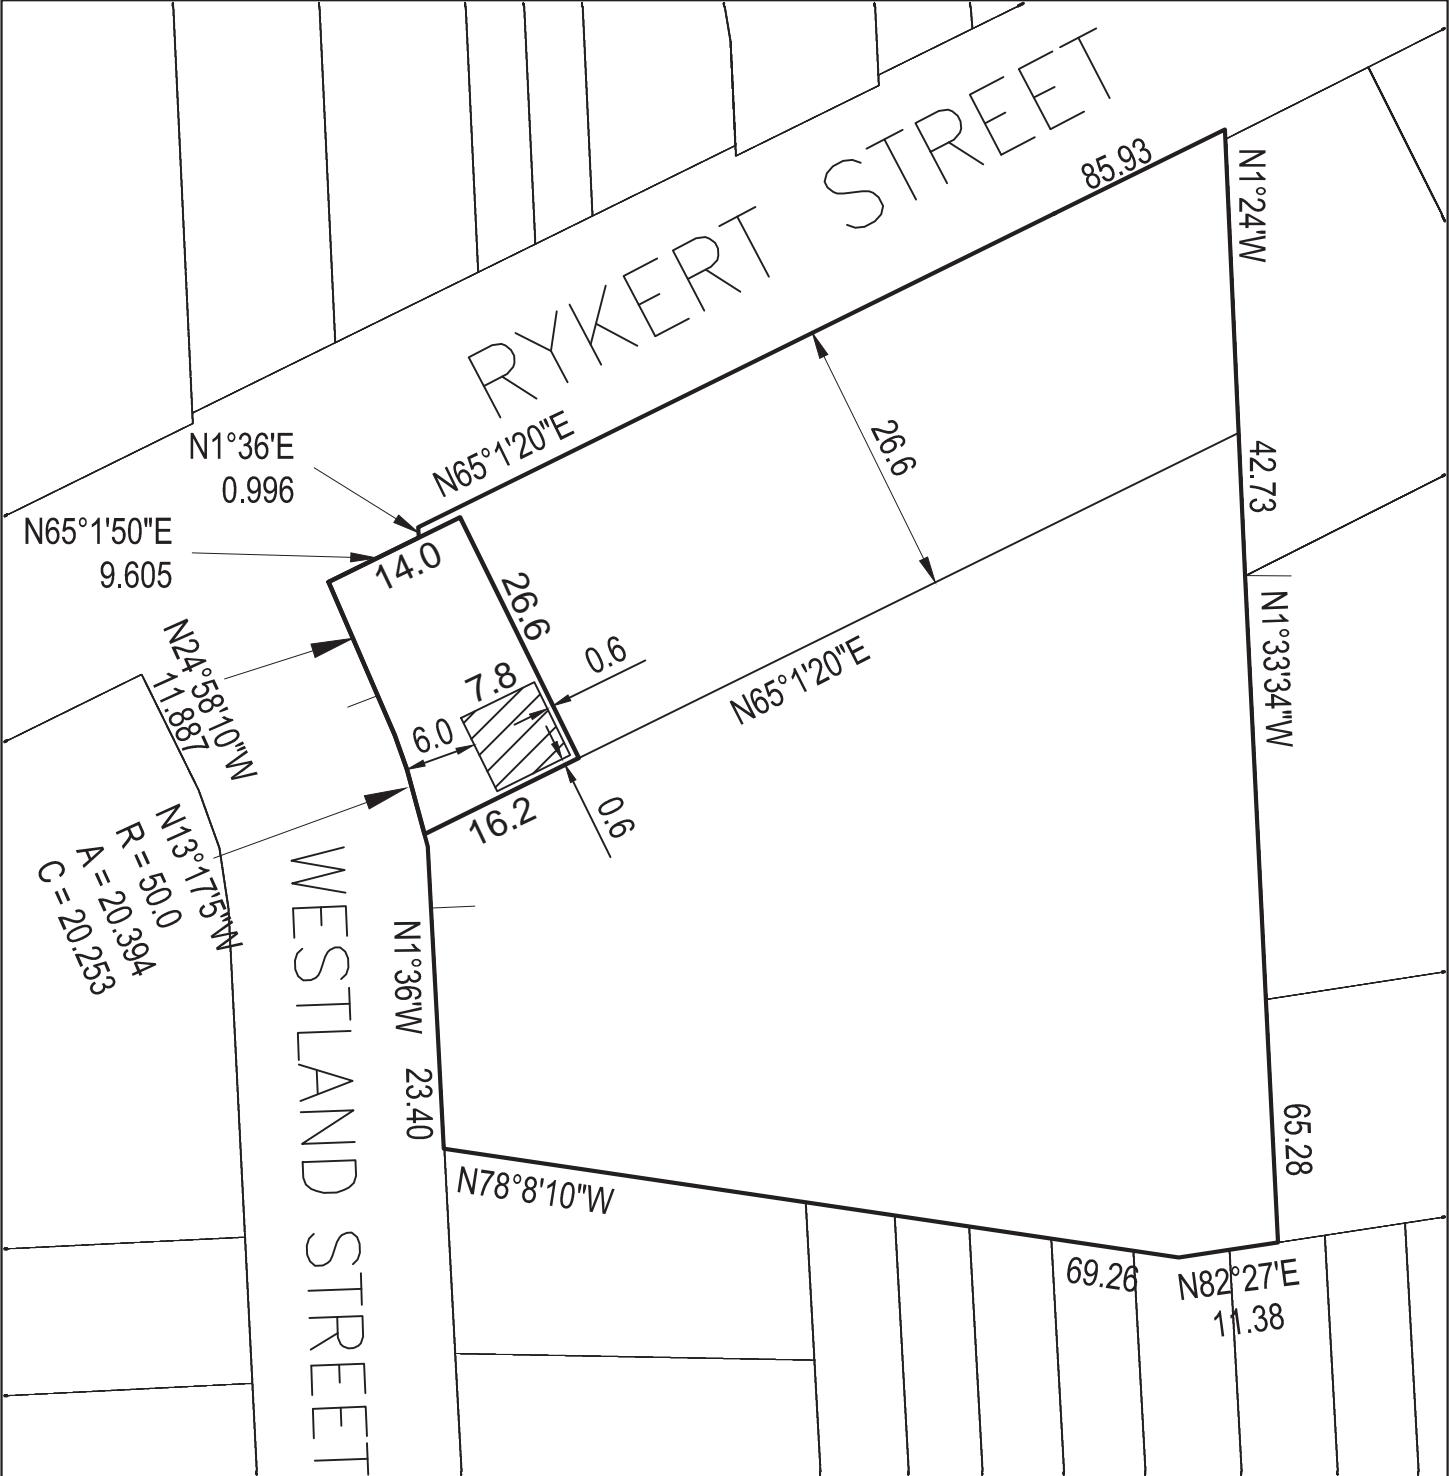 RYKERT STREET
85.93
N1°24'W
N65°1'20"E
26.6
42.73
N1°36'E
0.996
N65°1'50"E
9.605
14.0
26.6
N24°58'10"W
11.887
0.6
7.8
6.0
N65°1'20"E
N1°33'34"W
16.2
0.6
N13°17'5"W
R = 50.0
A = 20.394
C = 20.253
WESTLAND STREET
N1°36'W
23.40
65.28
N78°8'10"W
69.26
N82°27'E
11.38